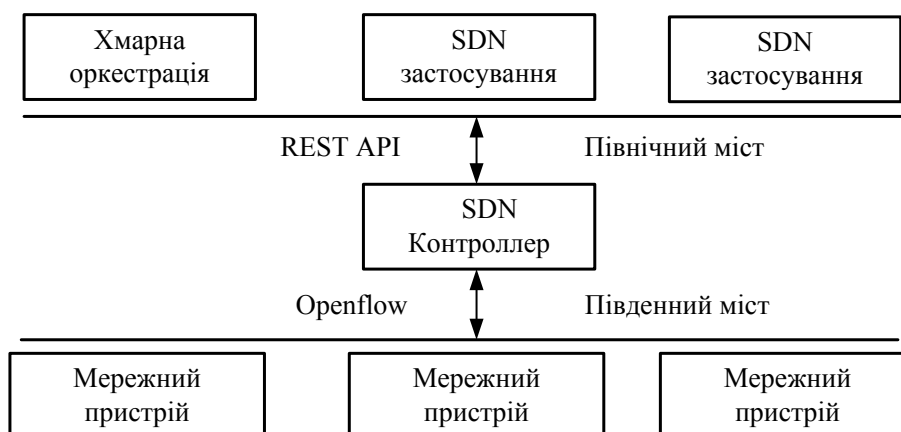 Хмарна
оркестрація
SDN
застосування
SDN
застосування
REST API
Північний міст
SDN
Контроллер
Openflow
Південний міст
Мережний
пристрій
Мережний
пристрій
Мережний
пристрій